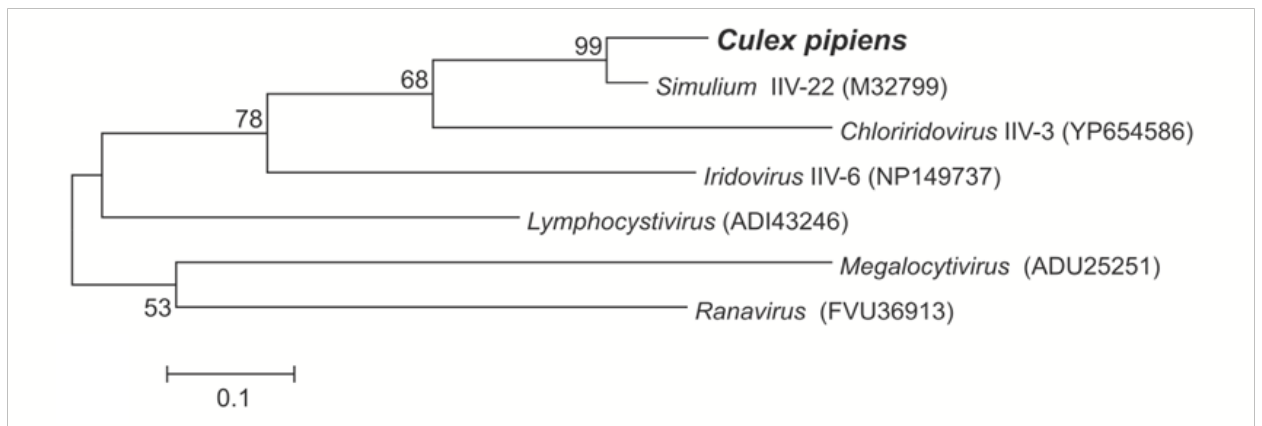 99 Culex pipiens
68 Simulium IIV-22 (M32799)
78 Chloriridovirus IIV-3 (YP654586)
Iridovirus IIV-6 (NP149737)
Lymphocystivirus (ADI43246)
Megalocytivirus (ADU25251)
53 Ranavirus (FVU36913)
0.1